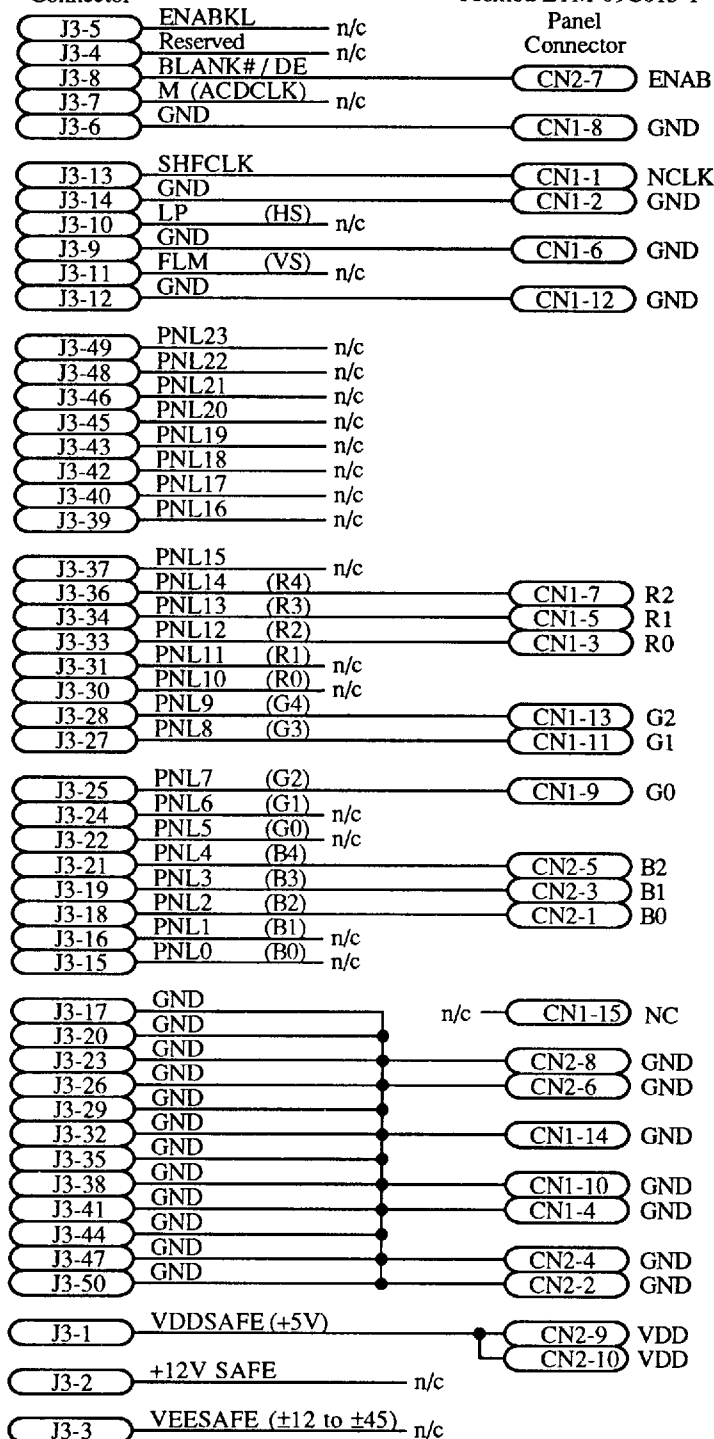 Panel
Connector
J3-5 ENABKL n/c
J3-4 Reserved n/c
J3-8 BLANK# / DE CN2-7 ENAB
J3-7 M (ACDCLK) n/c
J3-6 GND CN1-8 GND
J3-13 SHFCLK CN1-1 NCLK
J3-14 GND CN1-2 GND
J3-10 LP (HS) n/c
J3-9 GND CN1-6 GND
J3-11 FLM (VS) n/c
J3-12 GND CN1-12 GND
J3-49 PNL23 n/c
J3-48 PNL22 n/c
J3-46 PNL21 n/c
J3-45 PNL20 n/c
J3-43 PNL19 n/c
J3-42 PNL18 n/c
J3-40 PNL17 n/c
J3-39 PNL16 n/c
J3-37 PNL15 n/c
J3-36 PNL14 (R4) CN1-7 R2
J3-34 PNL13 (R3) CN1-5 R1
J3-33 PNL12 (R2) CN1-3 R0
J3-31 PNL11 (R1) n/c
J3-30 PNL10 (R0) n/c
J3-28 PNL9 (G4) CN1-13 G2
J3-27 PNL8 (G3) CN1-11 G1
J3-25 PNL7 (G2) CN1-9 G0
J3-24 PNL6 (G1) n/c
J3-22 PNL5 (G0) n/c
J3-21 PNL4 (B4) CN2-5 B2
J3-19 PNL3 (B3) CN2-3 B1
J3-18 PNL2 (B2) CN2-1 B0
J3-16 PNL1 (B1) n/c
J3-15 PNL0 (B0) n/c
J3-17 GND n/c CN1-15 NC
J3-20 GND
J3-23 GND CN2-8 GND
J3-26 GND CN2-6 GND
J3-29 GND
J3-32 GND CN1-14 GND
J3-35 GND
J3-38 GND CN1-10 GND
J3-41 GND CN1-4 GND
J3-44 GND
J3-47 GND CN2-4 GND
J3-50 GND CN2-2 GND
J3-1 VDDSAFE (+5V) CN2-9 VDD
CN2-10 VDD
J3-2 +12V SAFE n/c
J3-3 VEESAFE (±12 to ±45) n/c